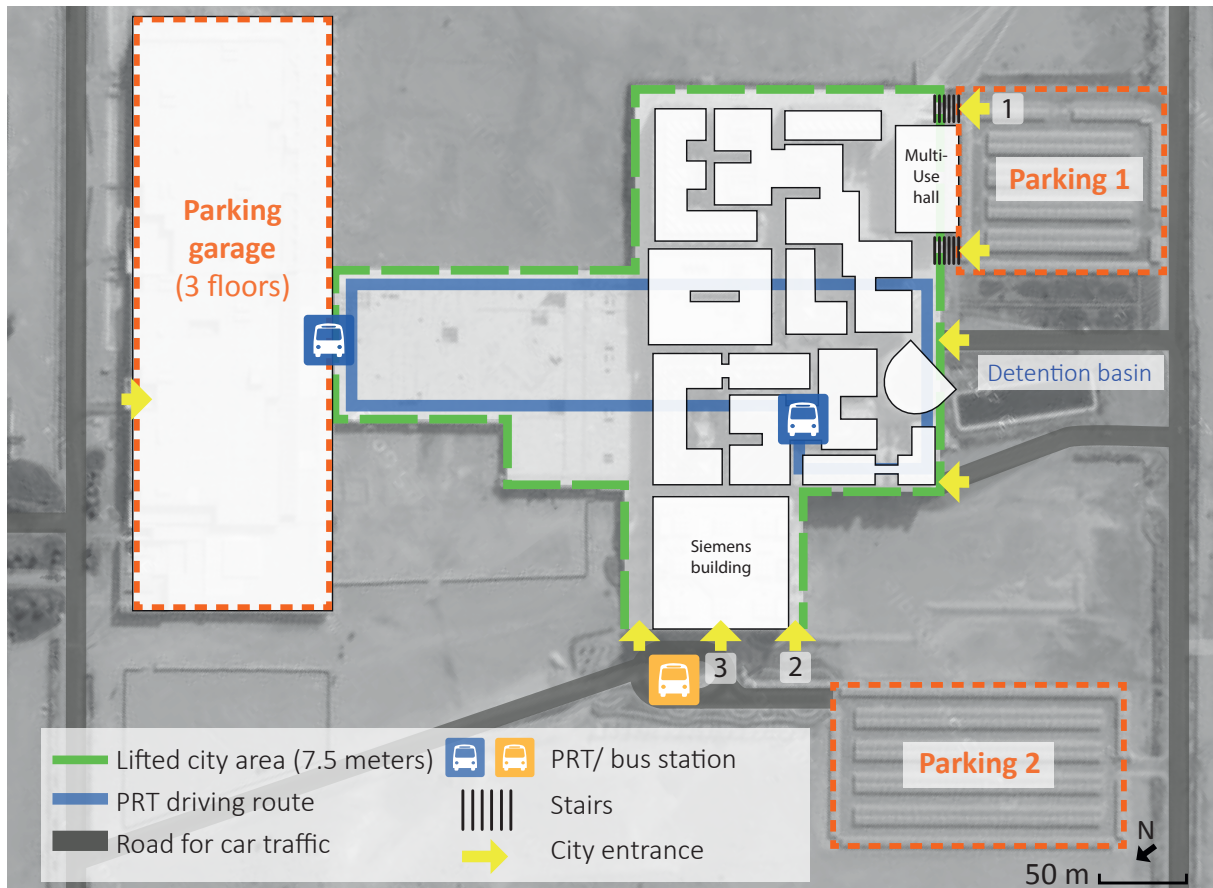 1
Multi-
Use
hall
Parking 1
Parking
garage
(3 floors)
Detention basin
Siemens
building
3
2
Lifted city area (7.5 meters)
PRT/ bus station
PRT driving route
Stairs
Road for car traffic
City entrance
Parking 2
N
50 m